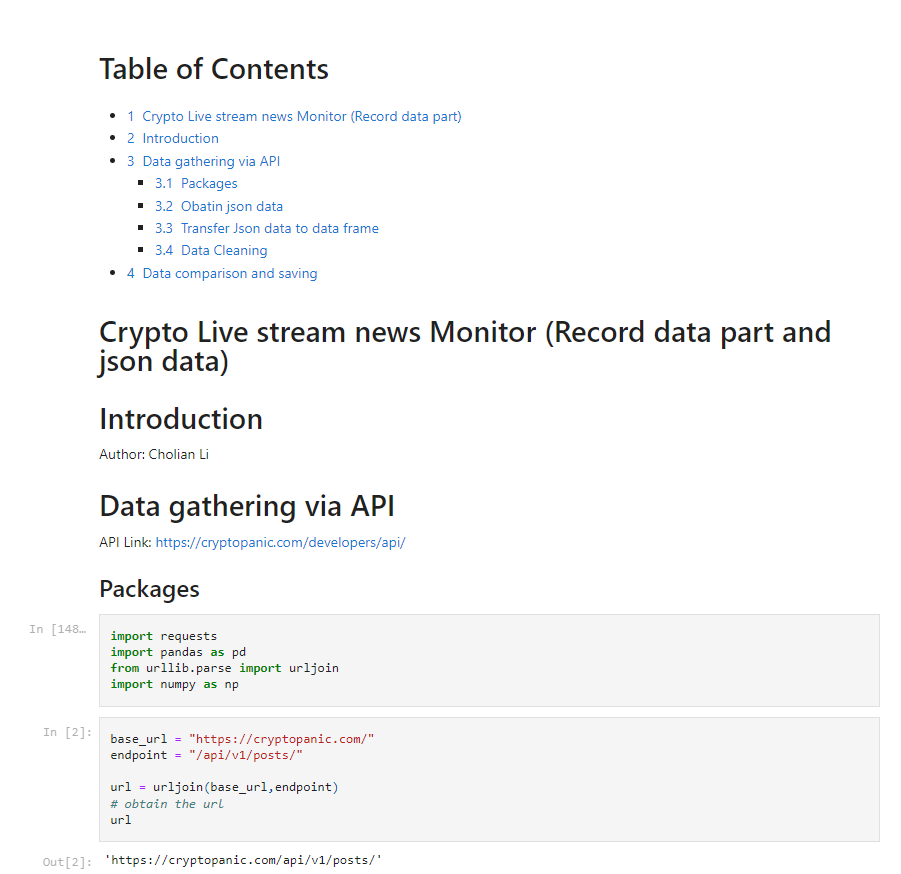 Table of Contents
1 Crypto Live stream news Monitor (Record data part)
2 Introduction
3 Data gathering via API
3.1 Packages
3.2 Obatin json data
3.3 Transfer Json data to data frame
3.4 Data Cleaning
4 Data comparison and saving
Crypto Live stream news Monitor (Record data part and
json data)
Introduction
Author: Cholian Li
Data gathering via API
API Link: https://cryptopanic.com/developers/api/
Packages
In [148…
import requests
import pandas as pd
from urllib.parse import urljoin
import numpy as np
In [2]:
base_url = "https://cryptopanic.com/"
endpoint = "/api/v1/posts/"
url = urljoin(base_url,endpoint)
# obtain the url
url
Out[2]: 'https://cryptopanic.com/api/v1/posts/'